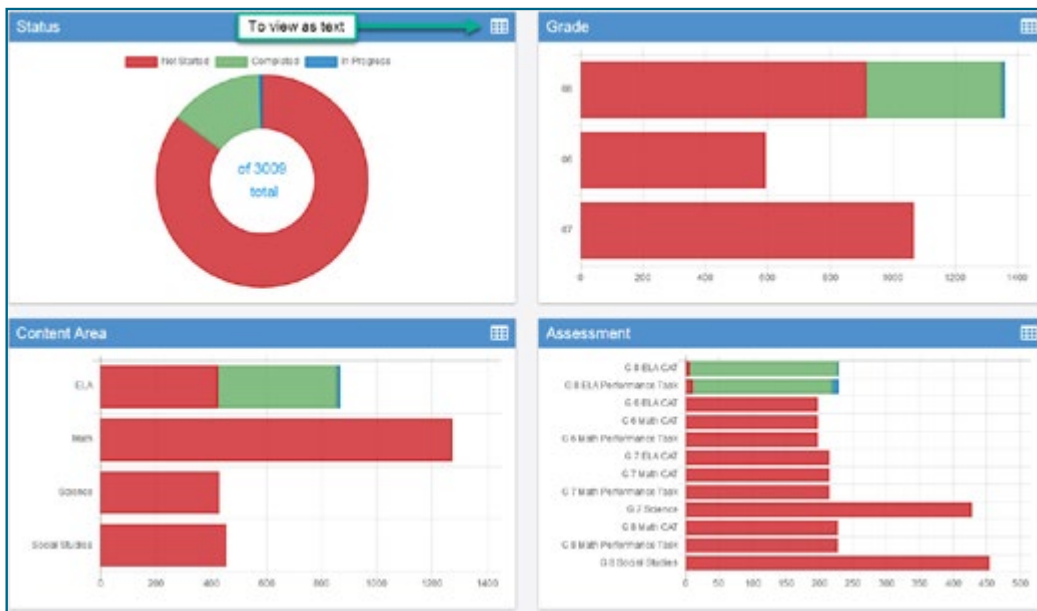 Status
To view as text
Not Started Completed In Progress
of 3009
total
Grade
06
07
0 200 400 600 800 1000 1200 1400
Content Area
ELA
Math
Science
Social Studies
0 200 400 600 800 1000 1200 1400
Assessment
G 8 ELA CAT
G 8 ELA Performance Task
G 6 ELA CAT
G 6 Math CAT
G 6 Math Performance Task
G 7 ELA CAT
G 7 Math CAT
G 7 Math Performance Task
G 7 Science
G 8 Math CAT
G 8 Math Performance Task
G 8 Social Studies
0 50 100 150 200 250 300 350 400 450 500